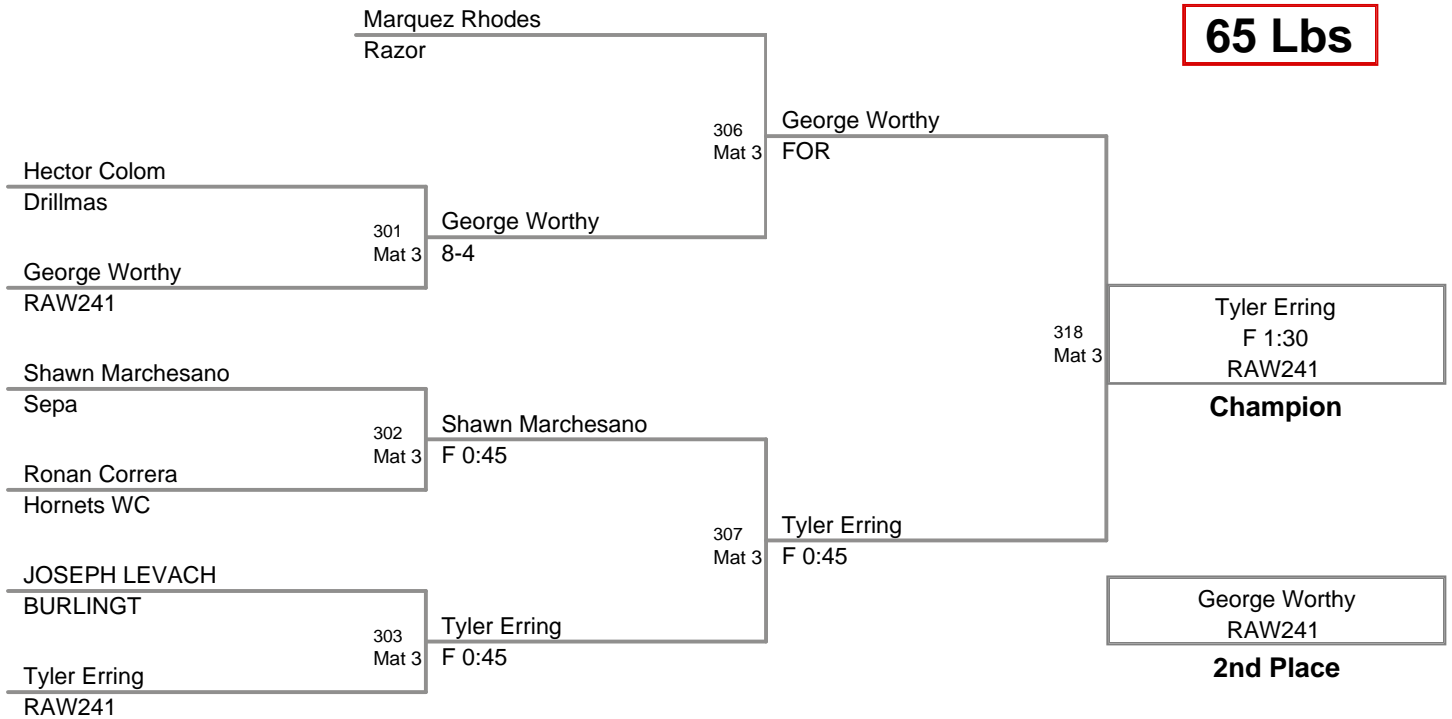 Marquez Rhodes
Razor
65 Lbs
306
Mat 3
George Worthy
FOR
Hector Colom
Drillmas
301
Mat 3
George Worthy
8-4
George Worthy
RAW241
Shawn Marchesano
Sepa
302
Mat 3
Shawn Marchesano
F 0:45
Ronan Correra
Hornets WC
318
Mat 3
Tyler Erring
F 1:30
RAW241
Champion
307
Mat 3
Tyler Erring
F 0:45
JOSEPH LEVACH
BURLINGT
303
Mat 3
Tyler Erring
F 0:45
Tyler Erring
RAW241
George Worthy
RAW241
2nd Place